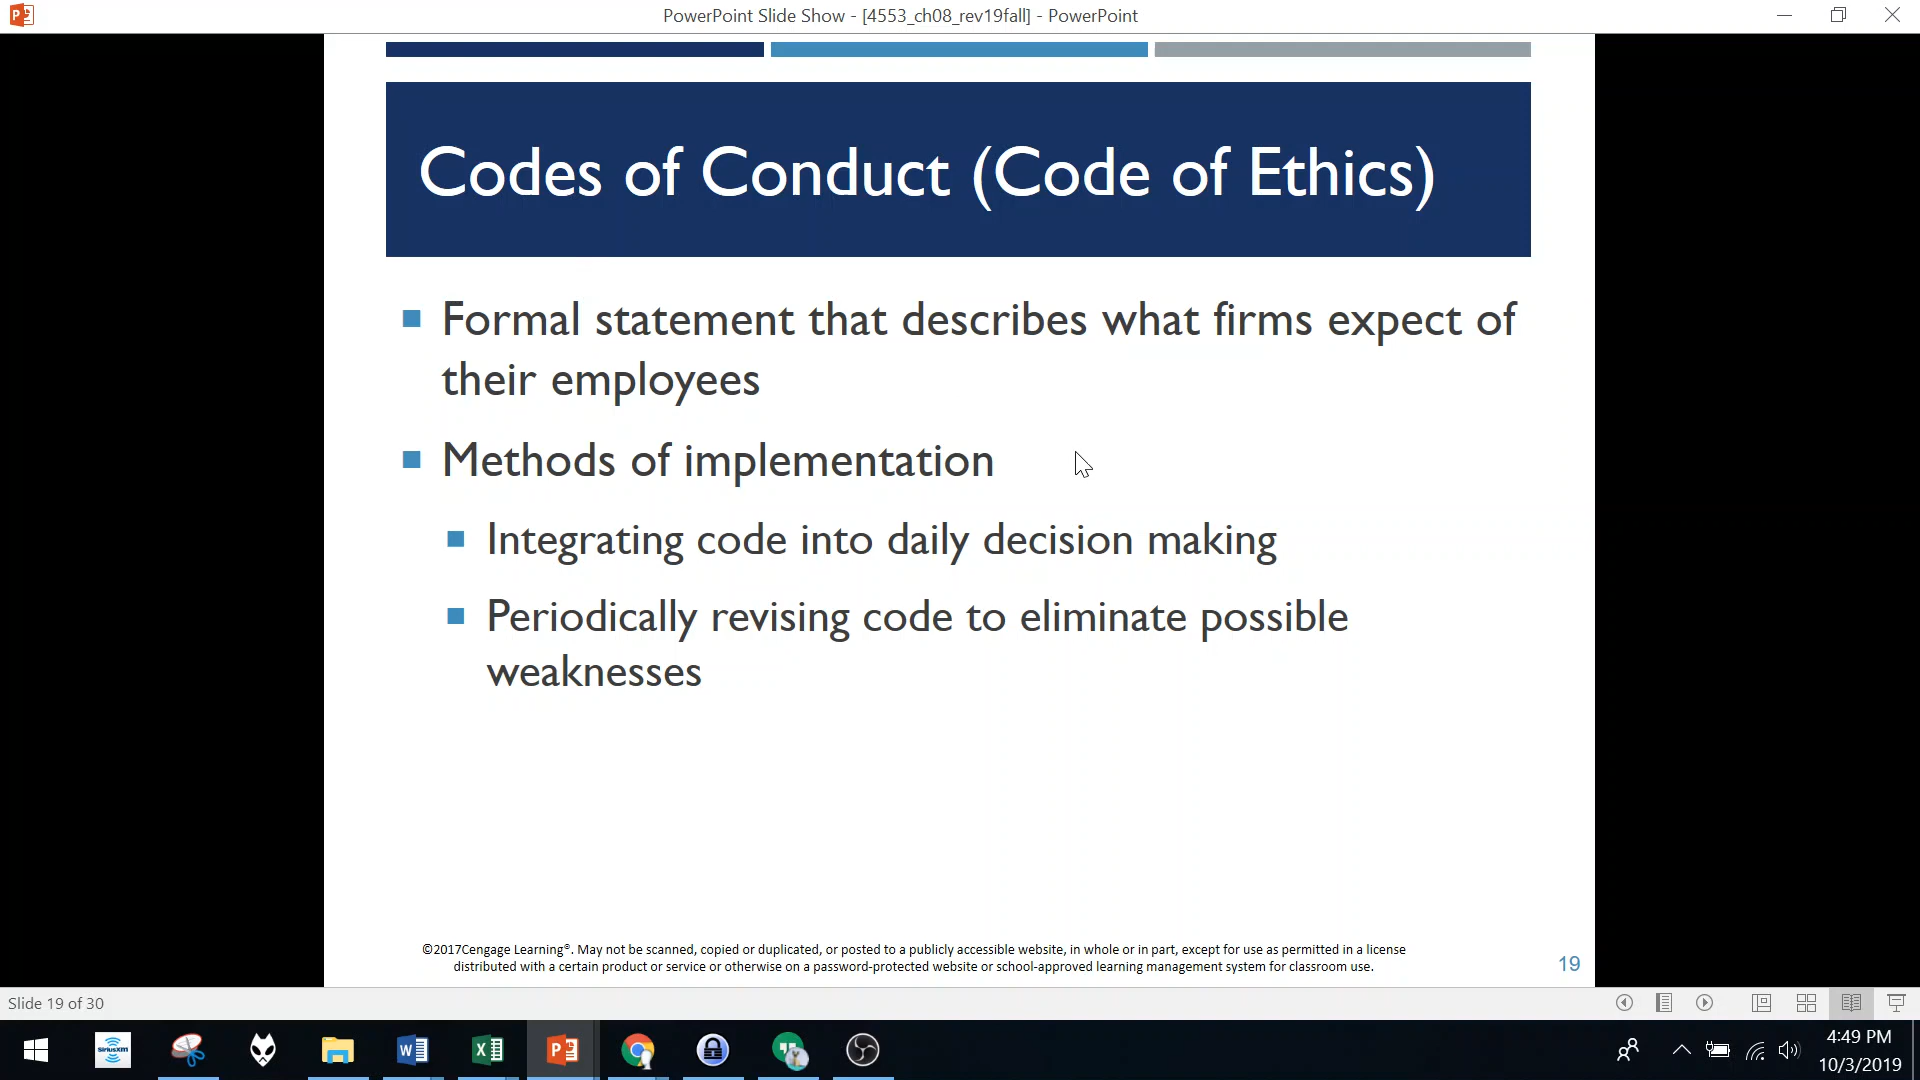 PowerPoint Slide Show - [4553_ch08_rev19fall] - PowerPoint
Codes of Conduct (Code of Ethics)
Formal statement that describes what firms expect of
their employees
Methods of implementation
Integrating code into daily decision making
Periodically revising code to eliminate possible
weaknesses
©2017Cengage Learning®. May not be scanned, copied or duplicated, or posted to a publicly accessible website, in whole or in part, except for use as permitted in a license
distributed with a certain product or service or otherwise on a password-protected website or school-approved learning management system for classroom use.
19
Slide 19 of 30
siriusxm
4:49 PM
10/3/2019